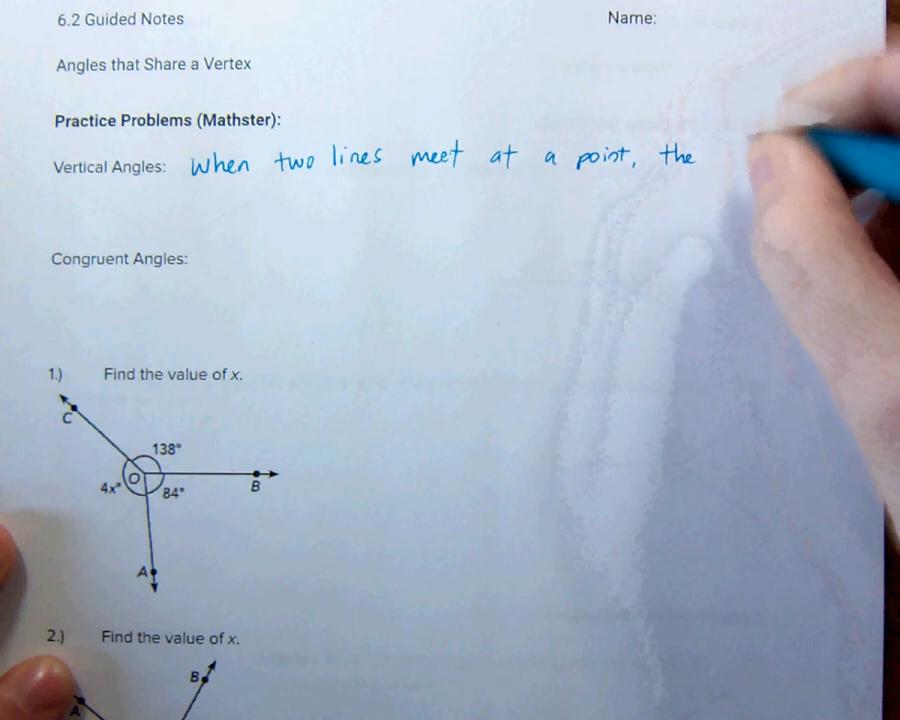 6.2 Guided Notes
Name:
Angles that Share a Vertex
Practice Problems (Mathster):
Vertical Angles: When two lines meet at a point, the
Congruent Angles:
1.) Find the value of x.
C
138°
O
4x°
84°
B
A
2.) Find the value of x.
B
A